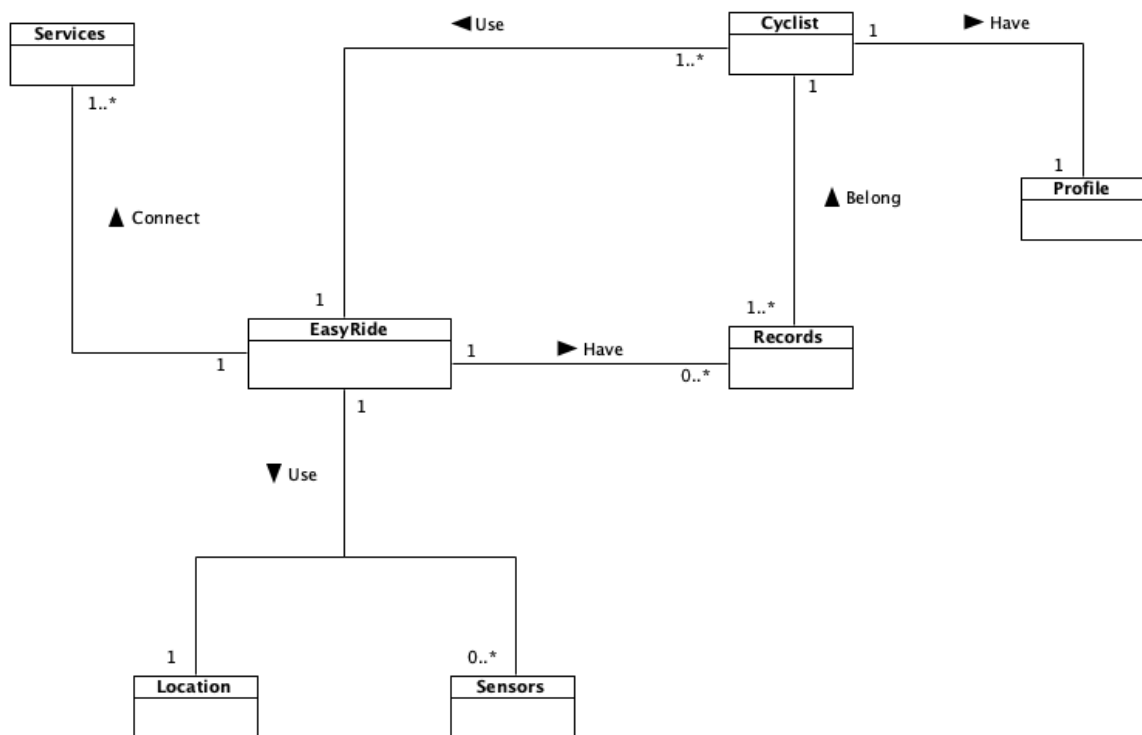 Services
Use
Cyclist
1
Have
1..*
1..*
1
1
Profile
Connect
Belong
1
1..*
EasyRide
Records
1
1
Have
0..*
1
Use
1
0..*
Location
Sensors